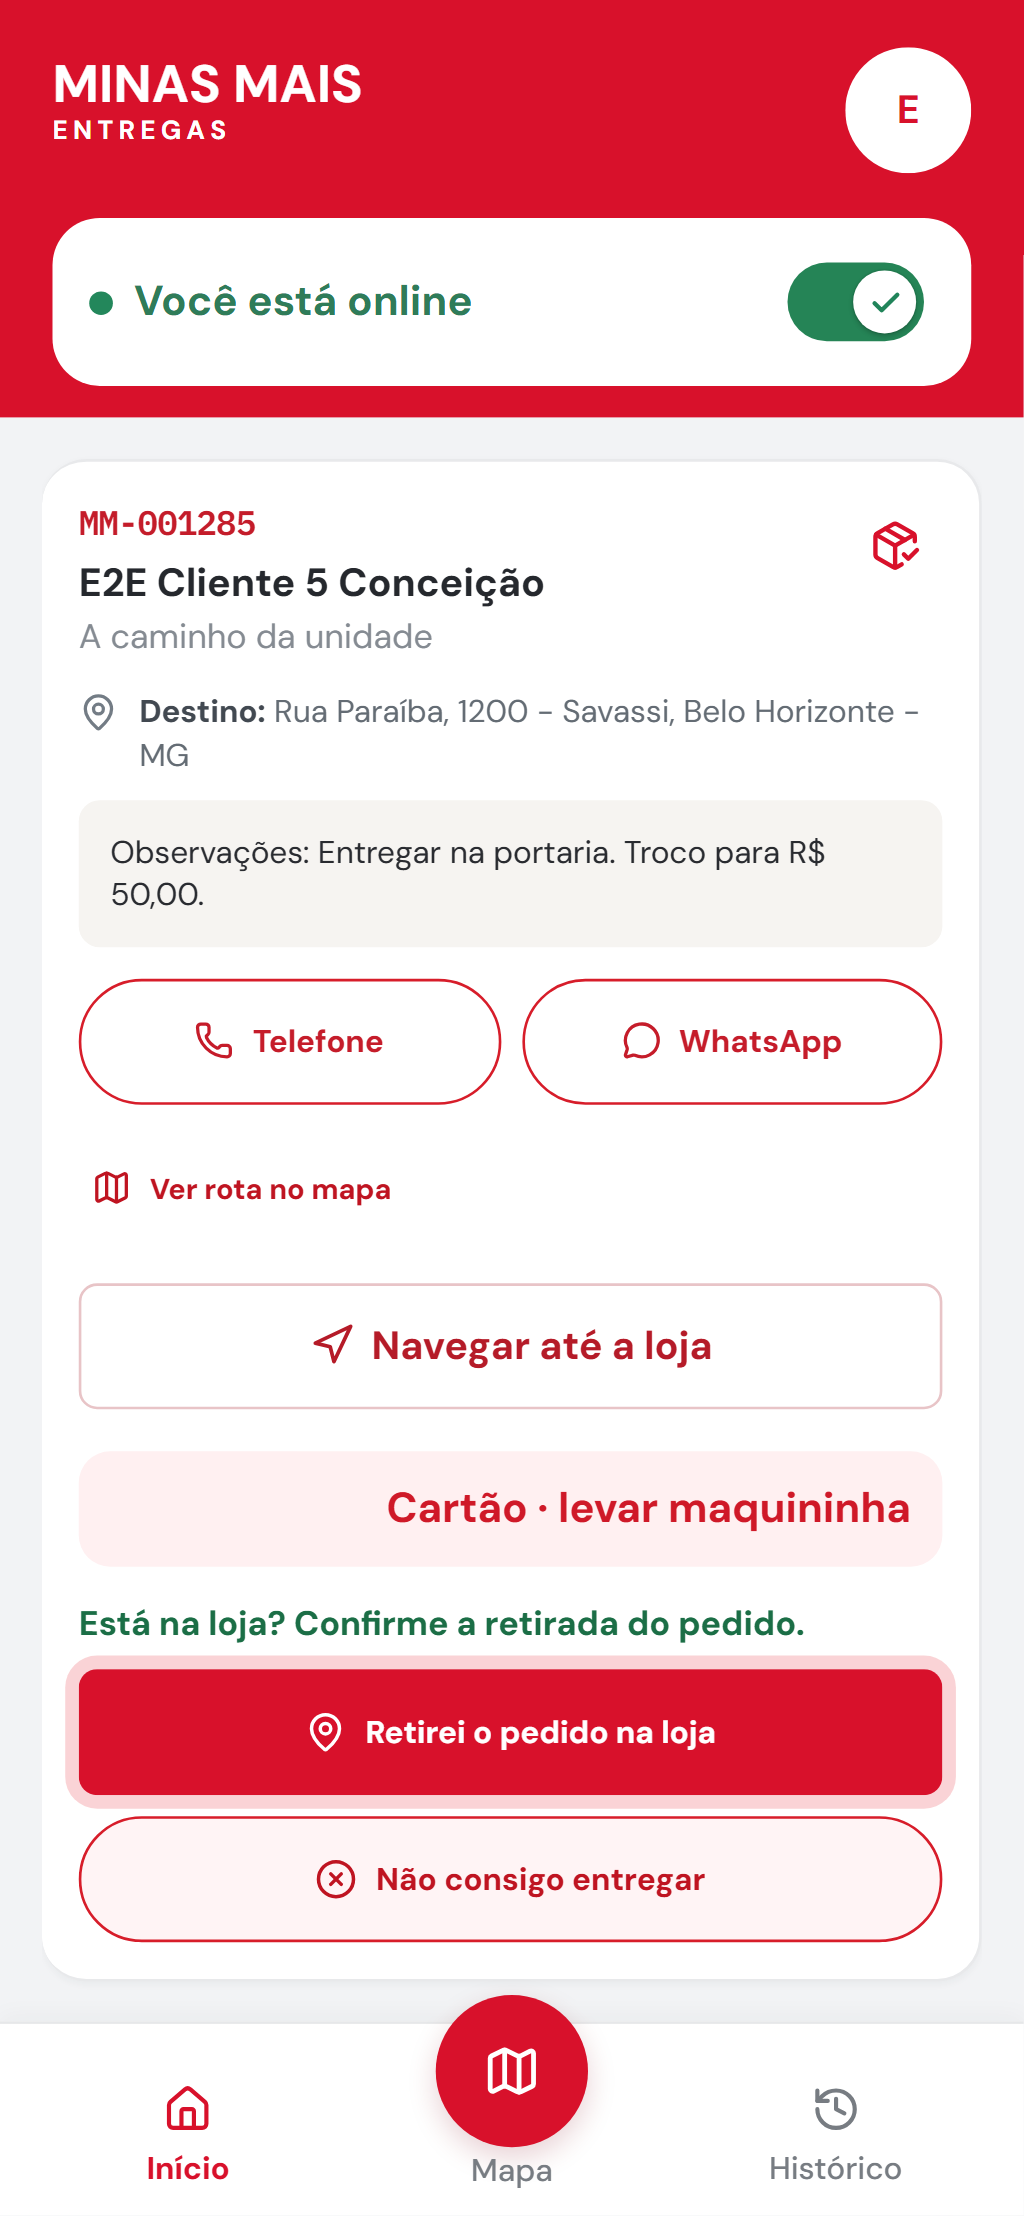 MINAS MAIS
ENTREGAS
E
Você está online
MM-001285
E2E Cliente 5 Conceição
A caminho da unidade
Destino: Rua Paraíba, 1200 - Savassi, Belo Horizonte -
MG
Observações: Entregar na portaria. Troco para R$
50,00.
Telefone
WhatsApp
Ver rota no mapa
Navegar até a loja
Cartão · levar maquininha
Está na loja? Confirme a retirada do pedido.
Retirei o pedido na loja
Não consigo entregar
Início
Mapa
Histórico